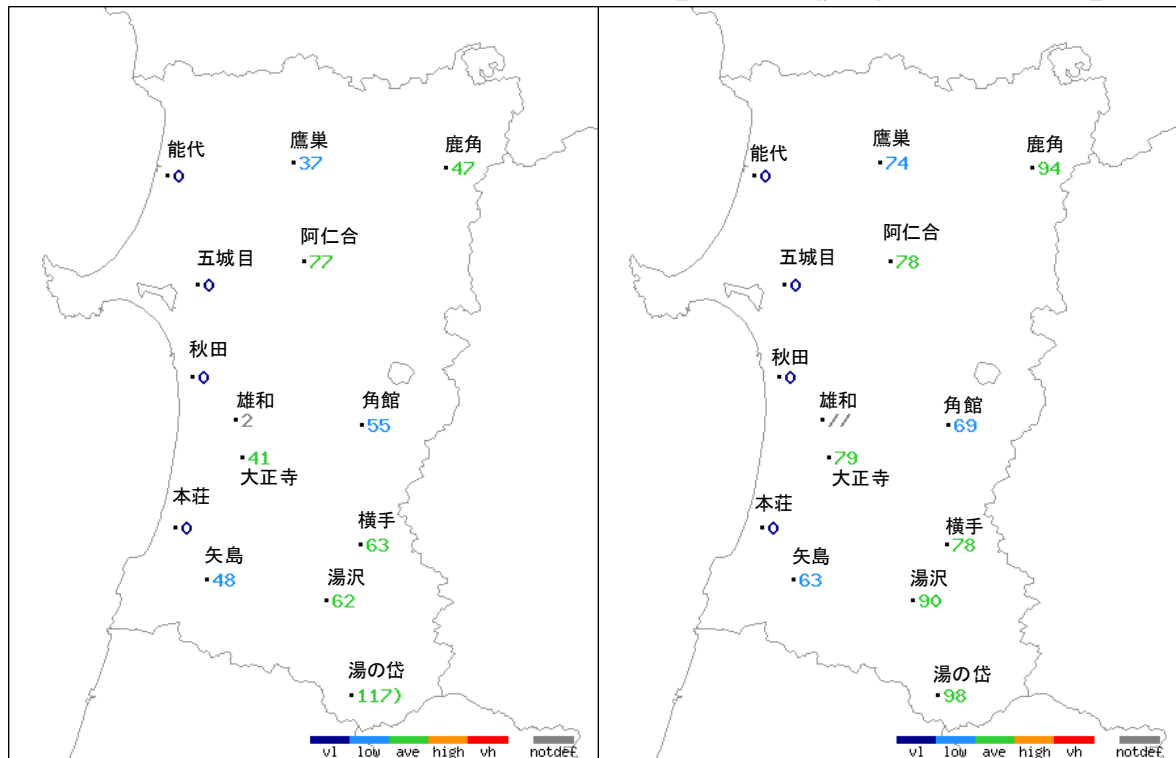 能代
0
鷹巣
37
鹿角
47
阿仁合
77
五城目
0
秋田
0
雄和
2
角館
55
41
大正寺
本荘
0
横手
63
矢島
48
湯沢
62
湯の岱
117)
vl low ave high vh notdef
能代
0
鷹巣
74
鹿角
94
阿仁合
78
五城目
0
秋田
0
雄和
//
角館
69
79
大正寺
本荘
0
横手
78
矢島
63
湯沢
90
湯の岱
98
vl low ave high vh notdef